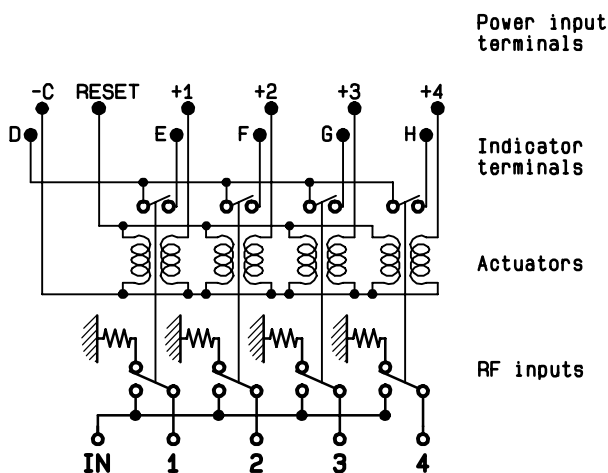 Power input
terminals
-C RESET +1 +2 +3 +4
D E F G H
Indicator
terminals
Actuators
RF inputs
IN 1 2 3 4